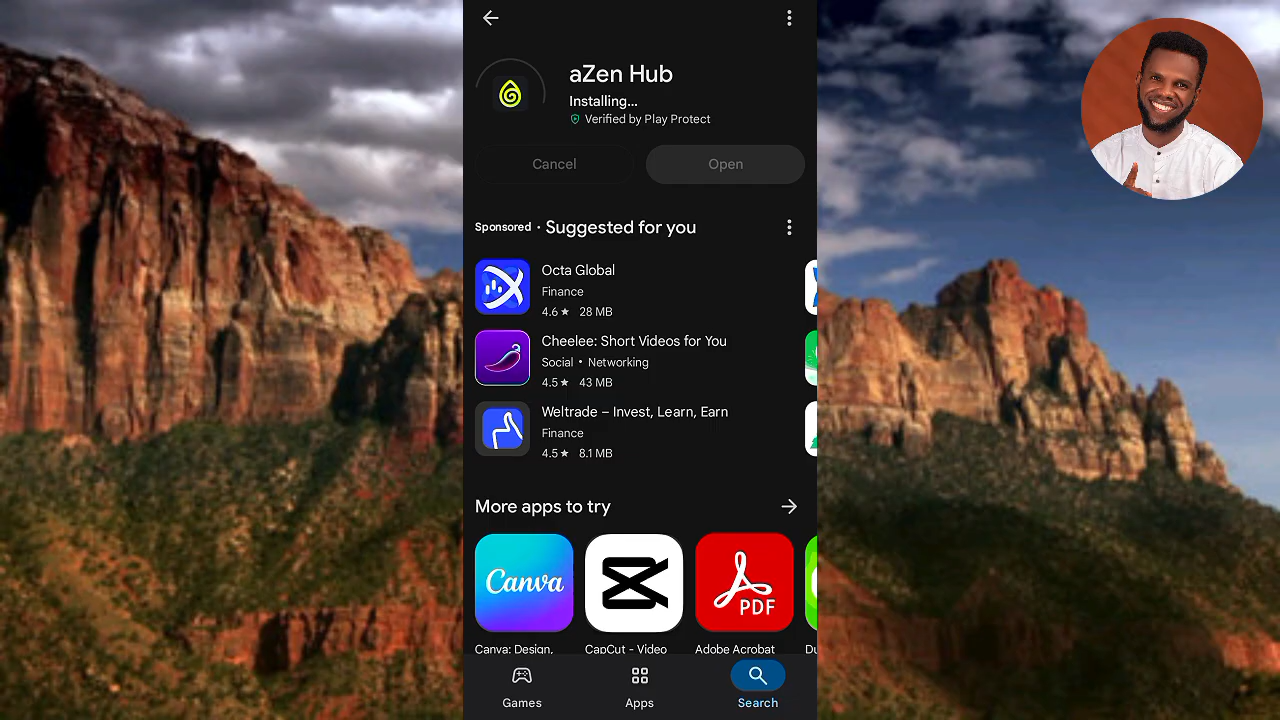 aZen Hub
Installing...
Verified by Play Protect
Cancel
Open
Sponsored · Suggested for you
Octa Global
Finance
4.6★ 28 MB
Cheelee: Short Videos for You
Social • Networking
4.5★ 43 MB
Weltrade – Invest, Learn, Earn
Finance
4.5★ 8.1 MB
More apps to try
Canva
PDF
Canva: Design,
CapCut - Video
Adobe Acrobat
Du
Games
Apps
Search